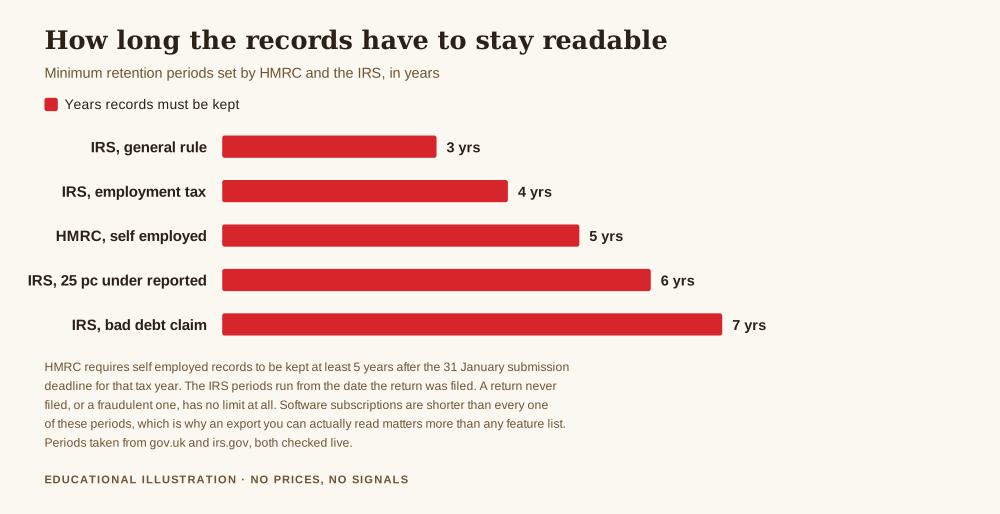 How long the records have to stay readable
Minimum retention periods set by HMRC and the IRS, in years
Years records must be kept
IRS, general rule 3 yrs
IRS, employment tax 4 yrs
HMRC, self employed 5 yrs
IRS, 25 pc under reported 6 yrs
IRS, bad debt claim 7 yrs
HMRC requires self employed records to be kept at least 5 years after the 31 January submission
deadline for that tax year. The IRS periods run from the date the return was filed. A return never
filed, or a fraudulent one, has no limit at all. Software subscriptions are shorter than every one
of these periods, which is why an export you can actually read matters more than any feature list.
Periods taken from gov.uk and irs.gov, both checked live.
EDUCATIONAL ILLUSTRATION · NO PRICES, NO SIGNALS